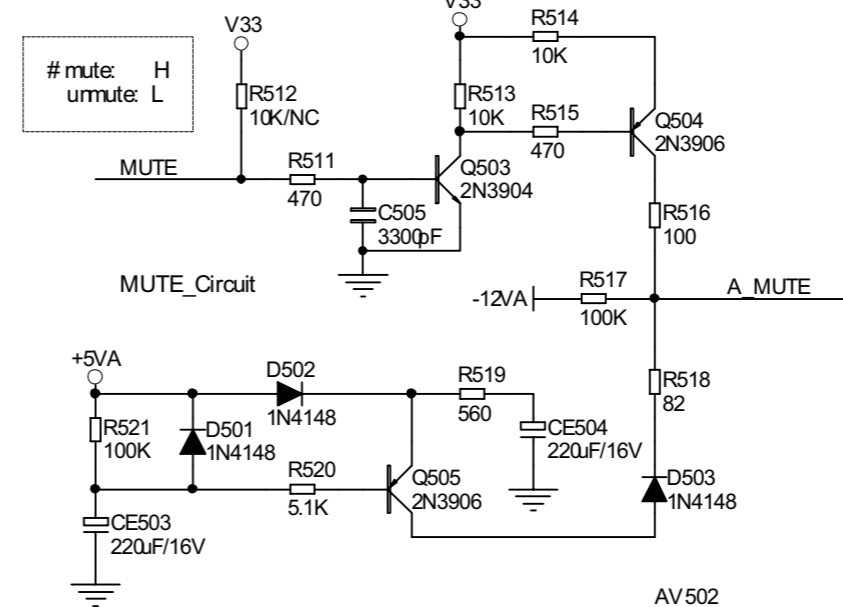 V33
R514
10K
V33
# mute: H
unmute: L
R512
10K/NC
R513
10K
R515
470
Q504
2N3906
MUTE
R511
470
Q503
2N3904
C505
3300pF
R516
100
MUTE_Circuit
-12VA
R517
100K
A_MUTE
+5VA
D502
1N4148
R519
560
R518
82
R521
100K
D501
1N4148
CE504
220uF/16V
R520
5.1K
Q505
2N3906
D503
1N4148
CE503
220uF/16V
AV502